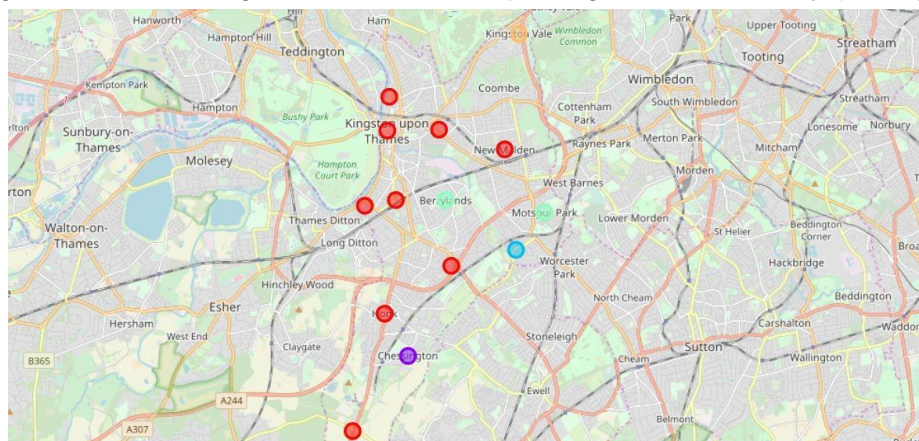 Hanworth
Ham
Hampton Hill
Teddington
Kingston Vale
Wimbledon
Common
Park
Upper Tooting
Tooting
Streatham
Kempton Park
Hampton
Bushy Park
Coombe
Wimbledon
Cottenham
Park
South Wimbledon
Streatham
Sunbury-on-
Thames
Kingston upon
Thames
Raynes Park
Merton Park
Lonesome
Norbury
Molesey
Hampton
Court Park
New Malden
Mitcham
Morden
West Barnes
Berrylands
Motspur Park
Lower Morden
Walton-on-
Thames
Thames Ditton
Long Ditton
St Helier
Beddington
Corner
Worcester
Park
Hackbridge
Hinchley Wood
North Cheam
Beddington
Esher
Hook
Hersham
West End
Claygate
Stoneleigh
Carshalton
Waddon
Chessington
Cheam
Sutton
Wallington
B365
Ewell
A244
Belmont
A307